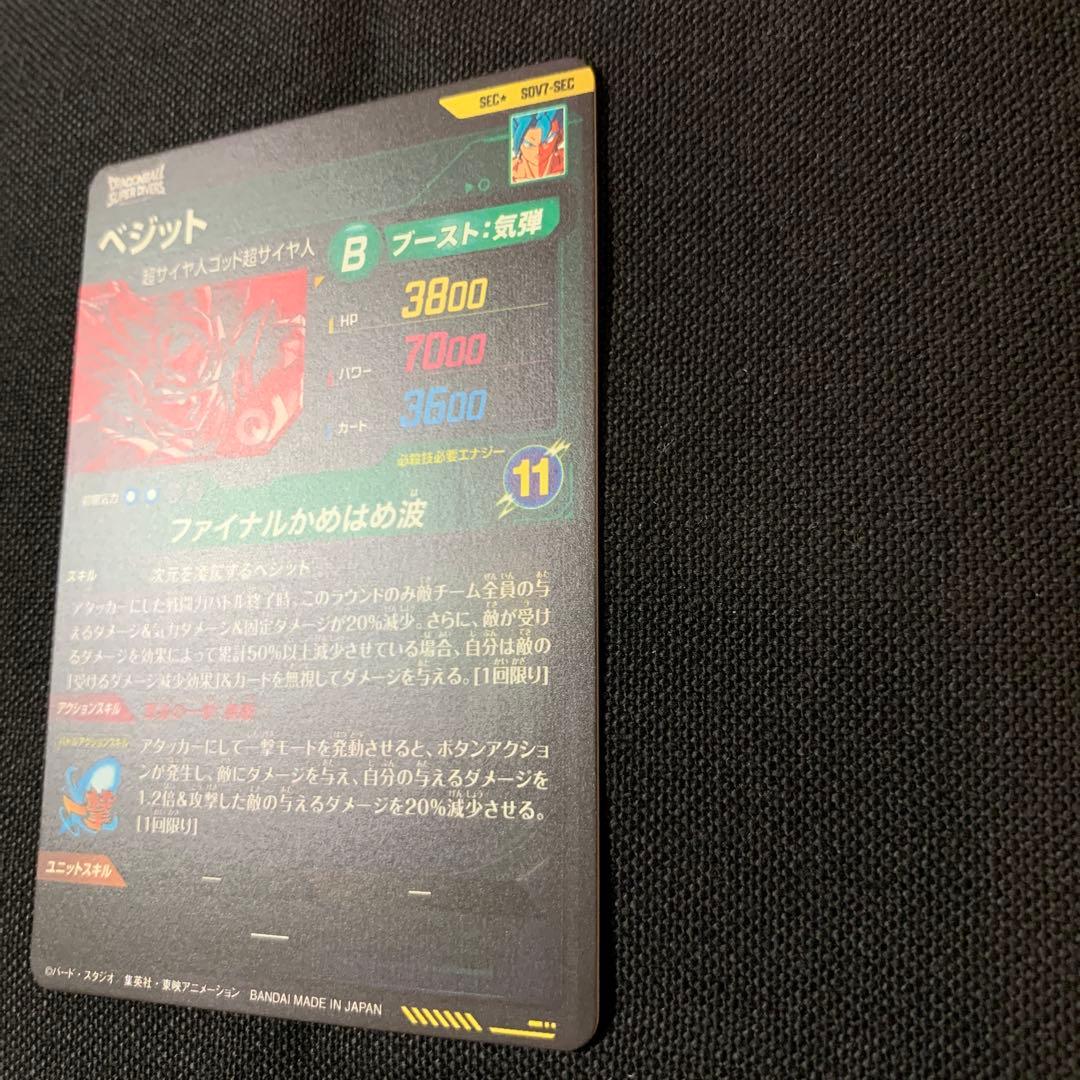 SEC★ SDV7-SEC
DRAGONBALL
SUPER DIVERS
ベジット
超サイヤ人ゴッド超サイヤ人
B ブースト:気弾
HP 3800
パワー 7000
ガード 3600
必殺技必要エナジー 11
ファイナルかめはめ波
スキル 次元を凌駕するベジット
アタッカーにした戦闘力バトル終了時、このラウンドのみ敵チーム全員の与
えるダメージ&気力ダメージ&固定ダメージが20%減少。さらに、敵が受け
るダメージを効果によって累計50%以上減少させている場合、自分は敵の
「受けるダメージ減少効果」&ガードを無視してダメージを与える。[1回限り]
アクションスキル
バトルアクションスキル
アタッカーにして一撃モートを発動させると、ボタンアクショ
ンが発生し、敵にダメージを与え、自分の与えるダメージを
1.2倍&攻撃した敵の与えるダメージを20%減少させる。
[1回限り]
一撃
ユニットスキル
©バード・スタジオ/集英社・東映アニメーション BANDAI MADE IN JAPAN